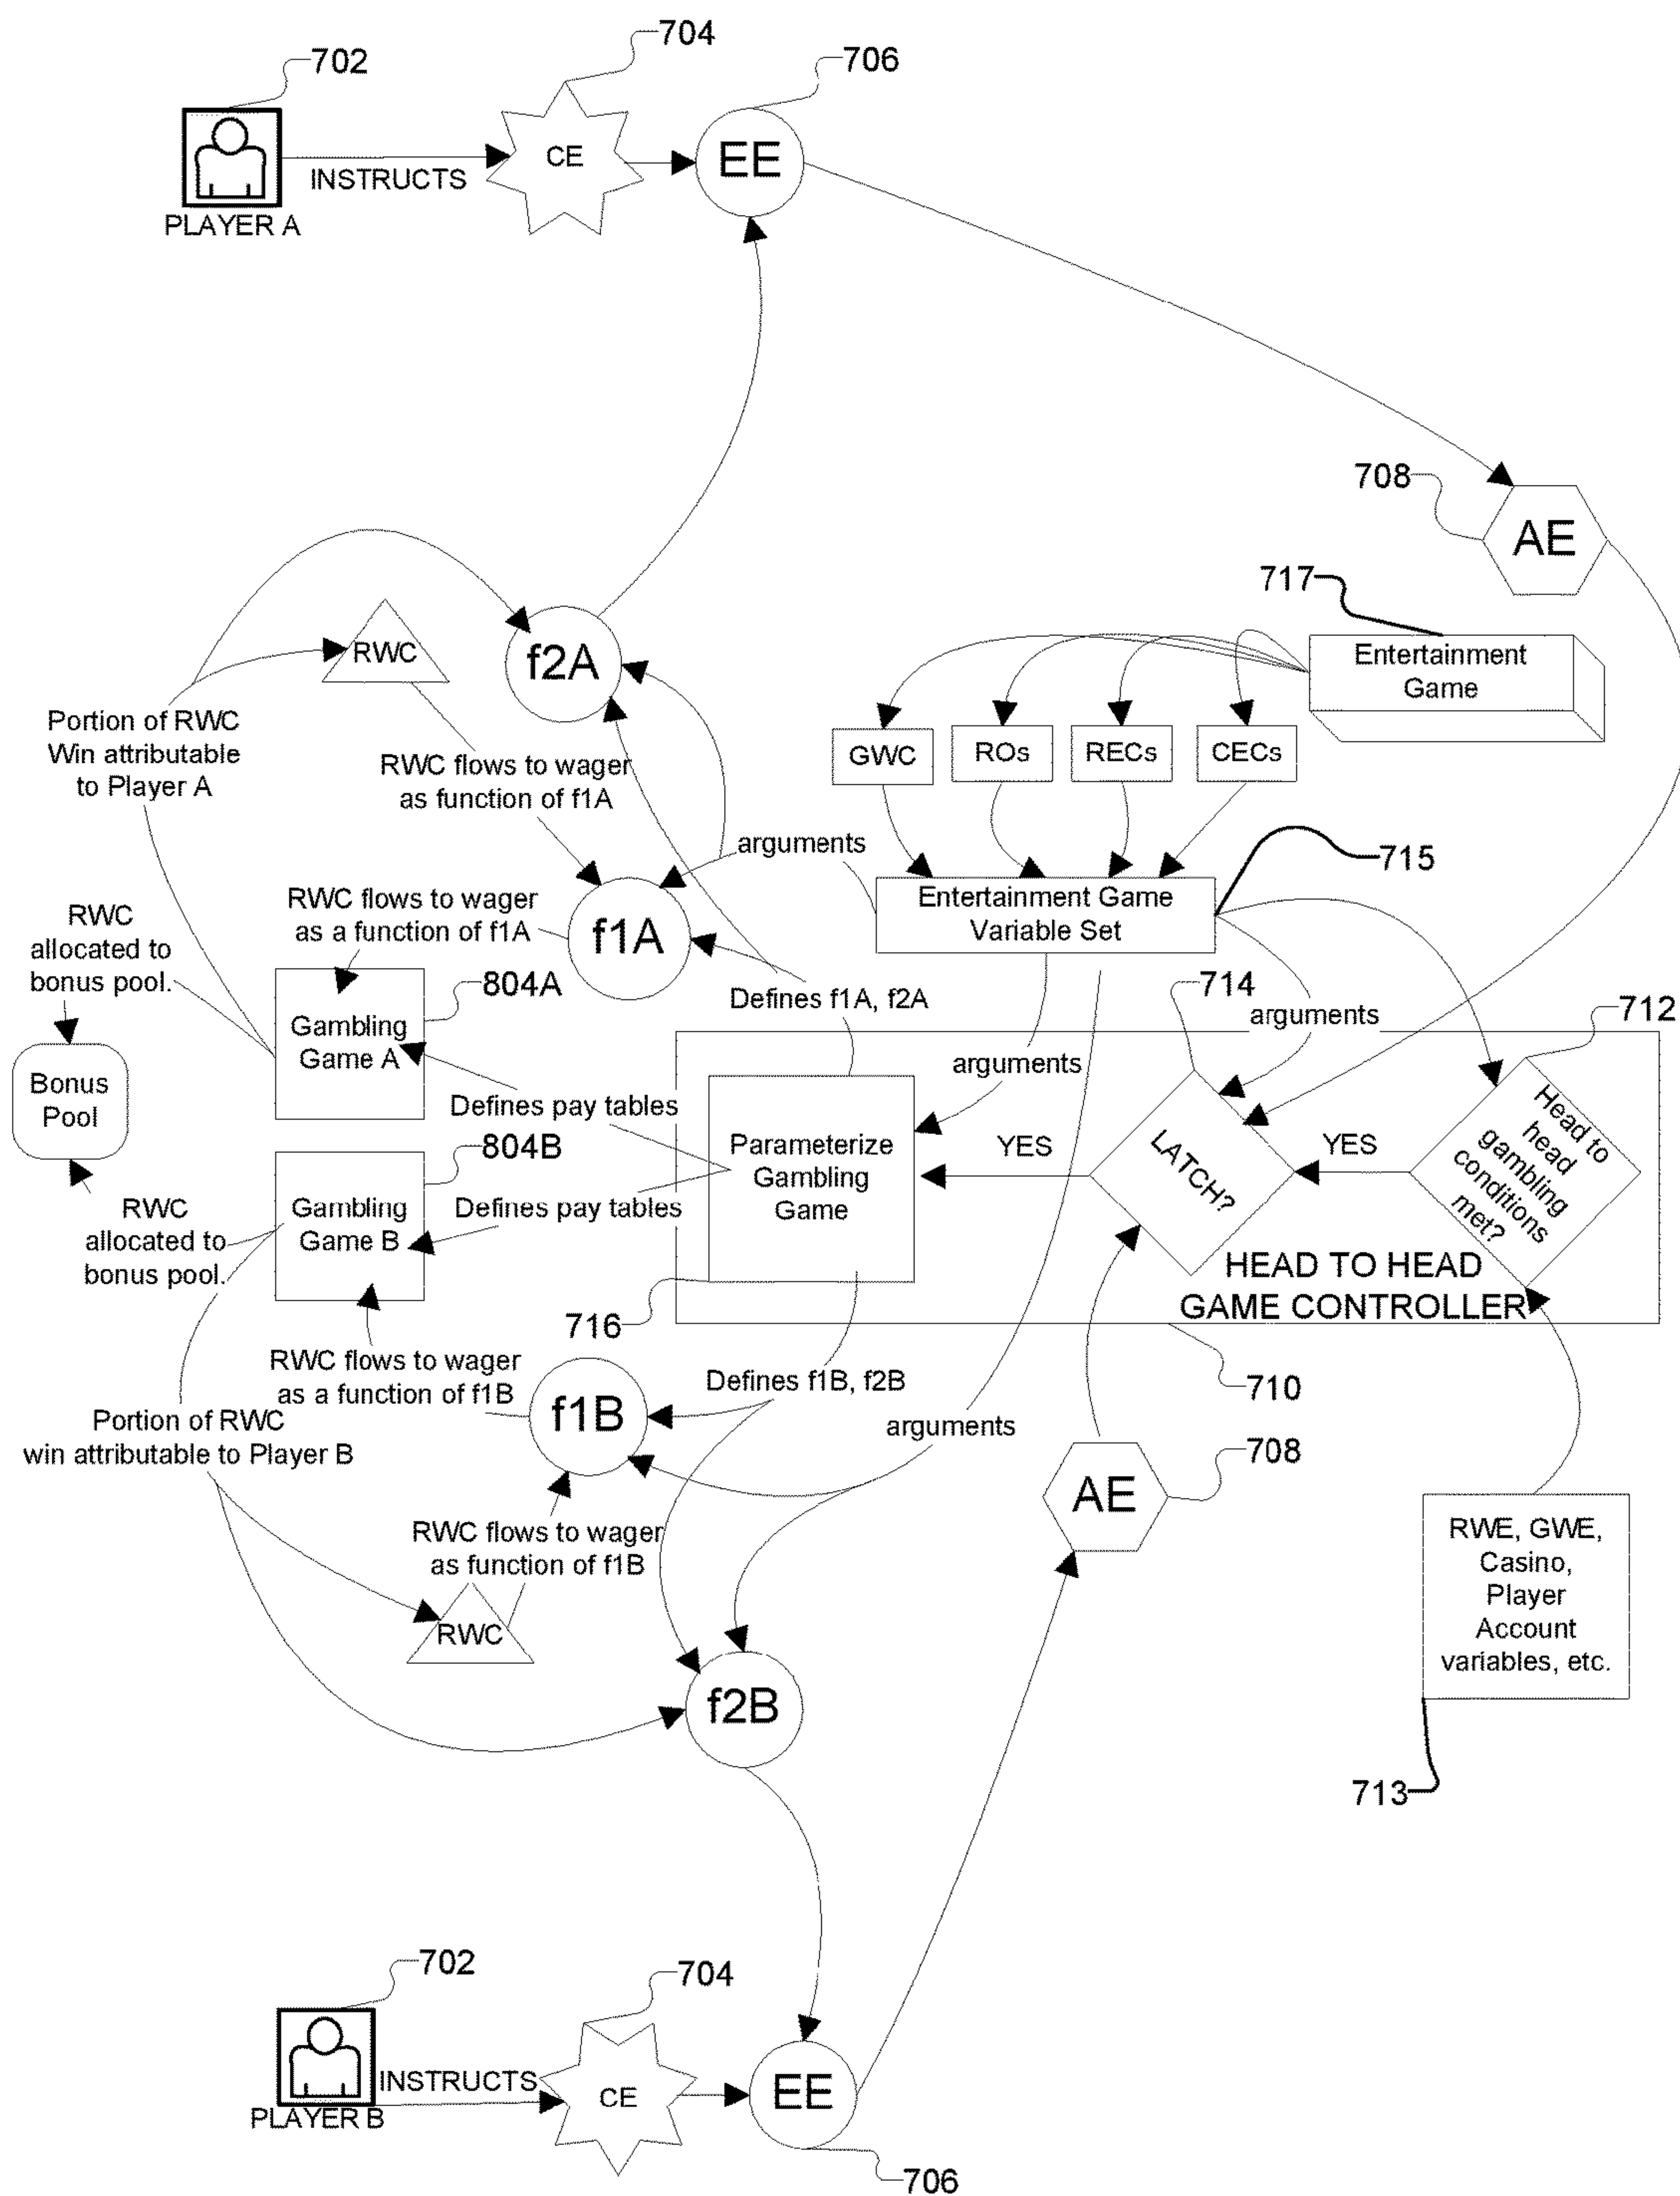 704
702
706
CE
EE
INSTRUCTS
PLAYER A
708
AE
717
Entertainment
Game
f2A
RWC
Portion of RWC
Win attributable
to Player A
RWC flows to wager
as function of f1A
GWC
ROs
RECs
CECs
arguments
715
Entertainment Game
Variable Set
RWC
allocated to
bonus pool.
RWC flows to wager
as a function of f1A
f1A
804A
Defines f1A, f2A
714
arguments
712
Gambling
Game A
Bonus
Pool
arguments
Defines pay tables
804B
Parameterize
Gambling
Game
YES
LATCH?
YES
Head to
head
gambling
conditions
met?
Gambling
Game B
Defines pay tables
RWC
allocated to
bonus pool.
HEAD TO HEAD
GAME CONTROLLER
716
710
RWC flows to wager
as a function of f1B
f1B
Defines f1B, f2B
arguments
Portion of RWC
win attributable to Player B
708
AE
RWC flows to wager
as function of f1B
RWC
RWE, GWE,
Casino,
Player
Account
variables, etc.
f2B
713
702
704
INSTRUCTS
CE
EE
PLAYER B
706